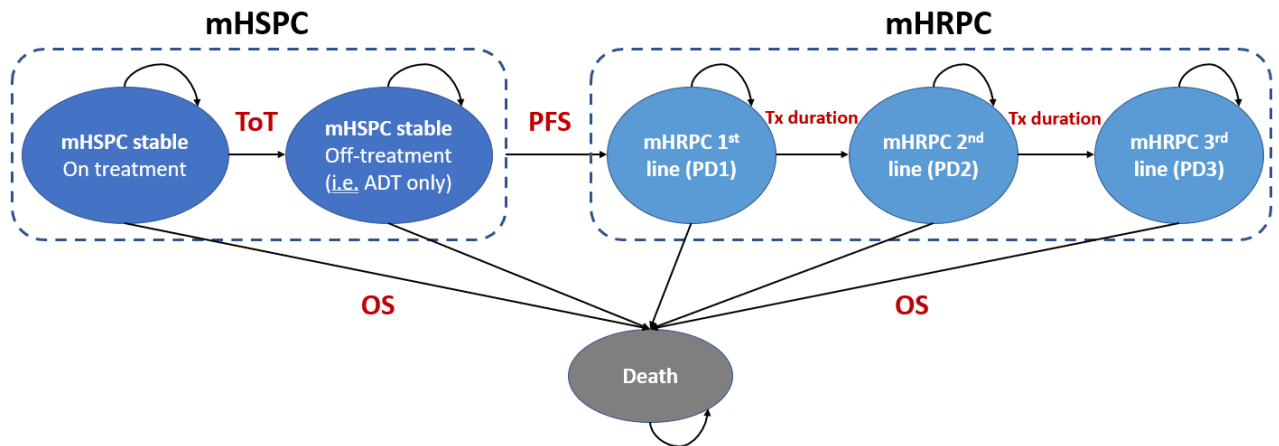 mHSPC
mHRPC
mHSPC stable
On treatment
ToT
mHSPC stable
Off-treatment
(i.e. ADT only)
PFS
mHRPC 1st
line (PD1)
Tx duration
mHRPC 2nd
line (PD2)
Tx duration
mHRPC 3rd
line (PD3)
OS
OS
Death